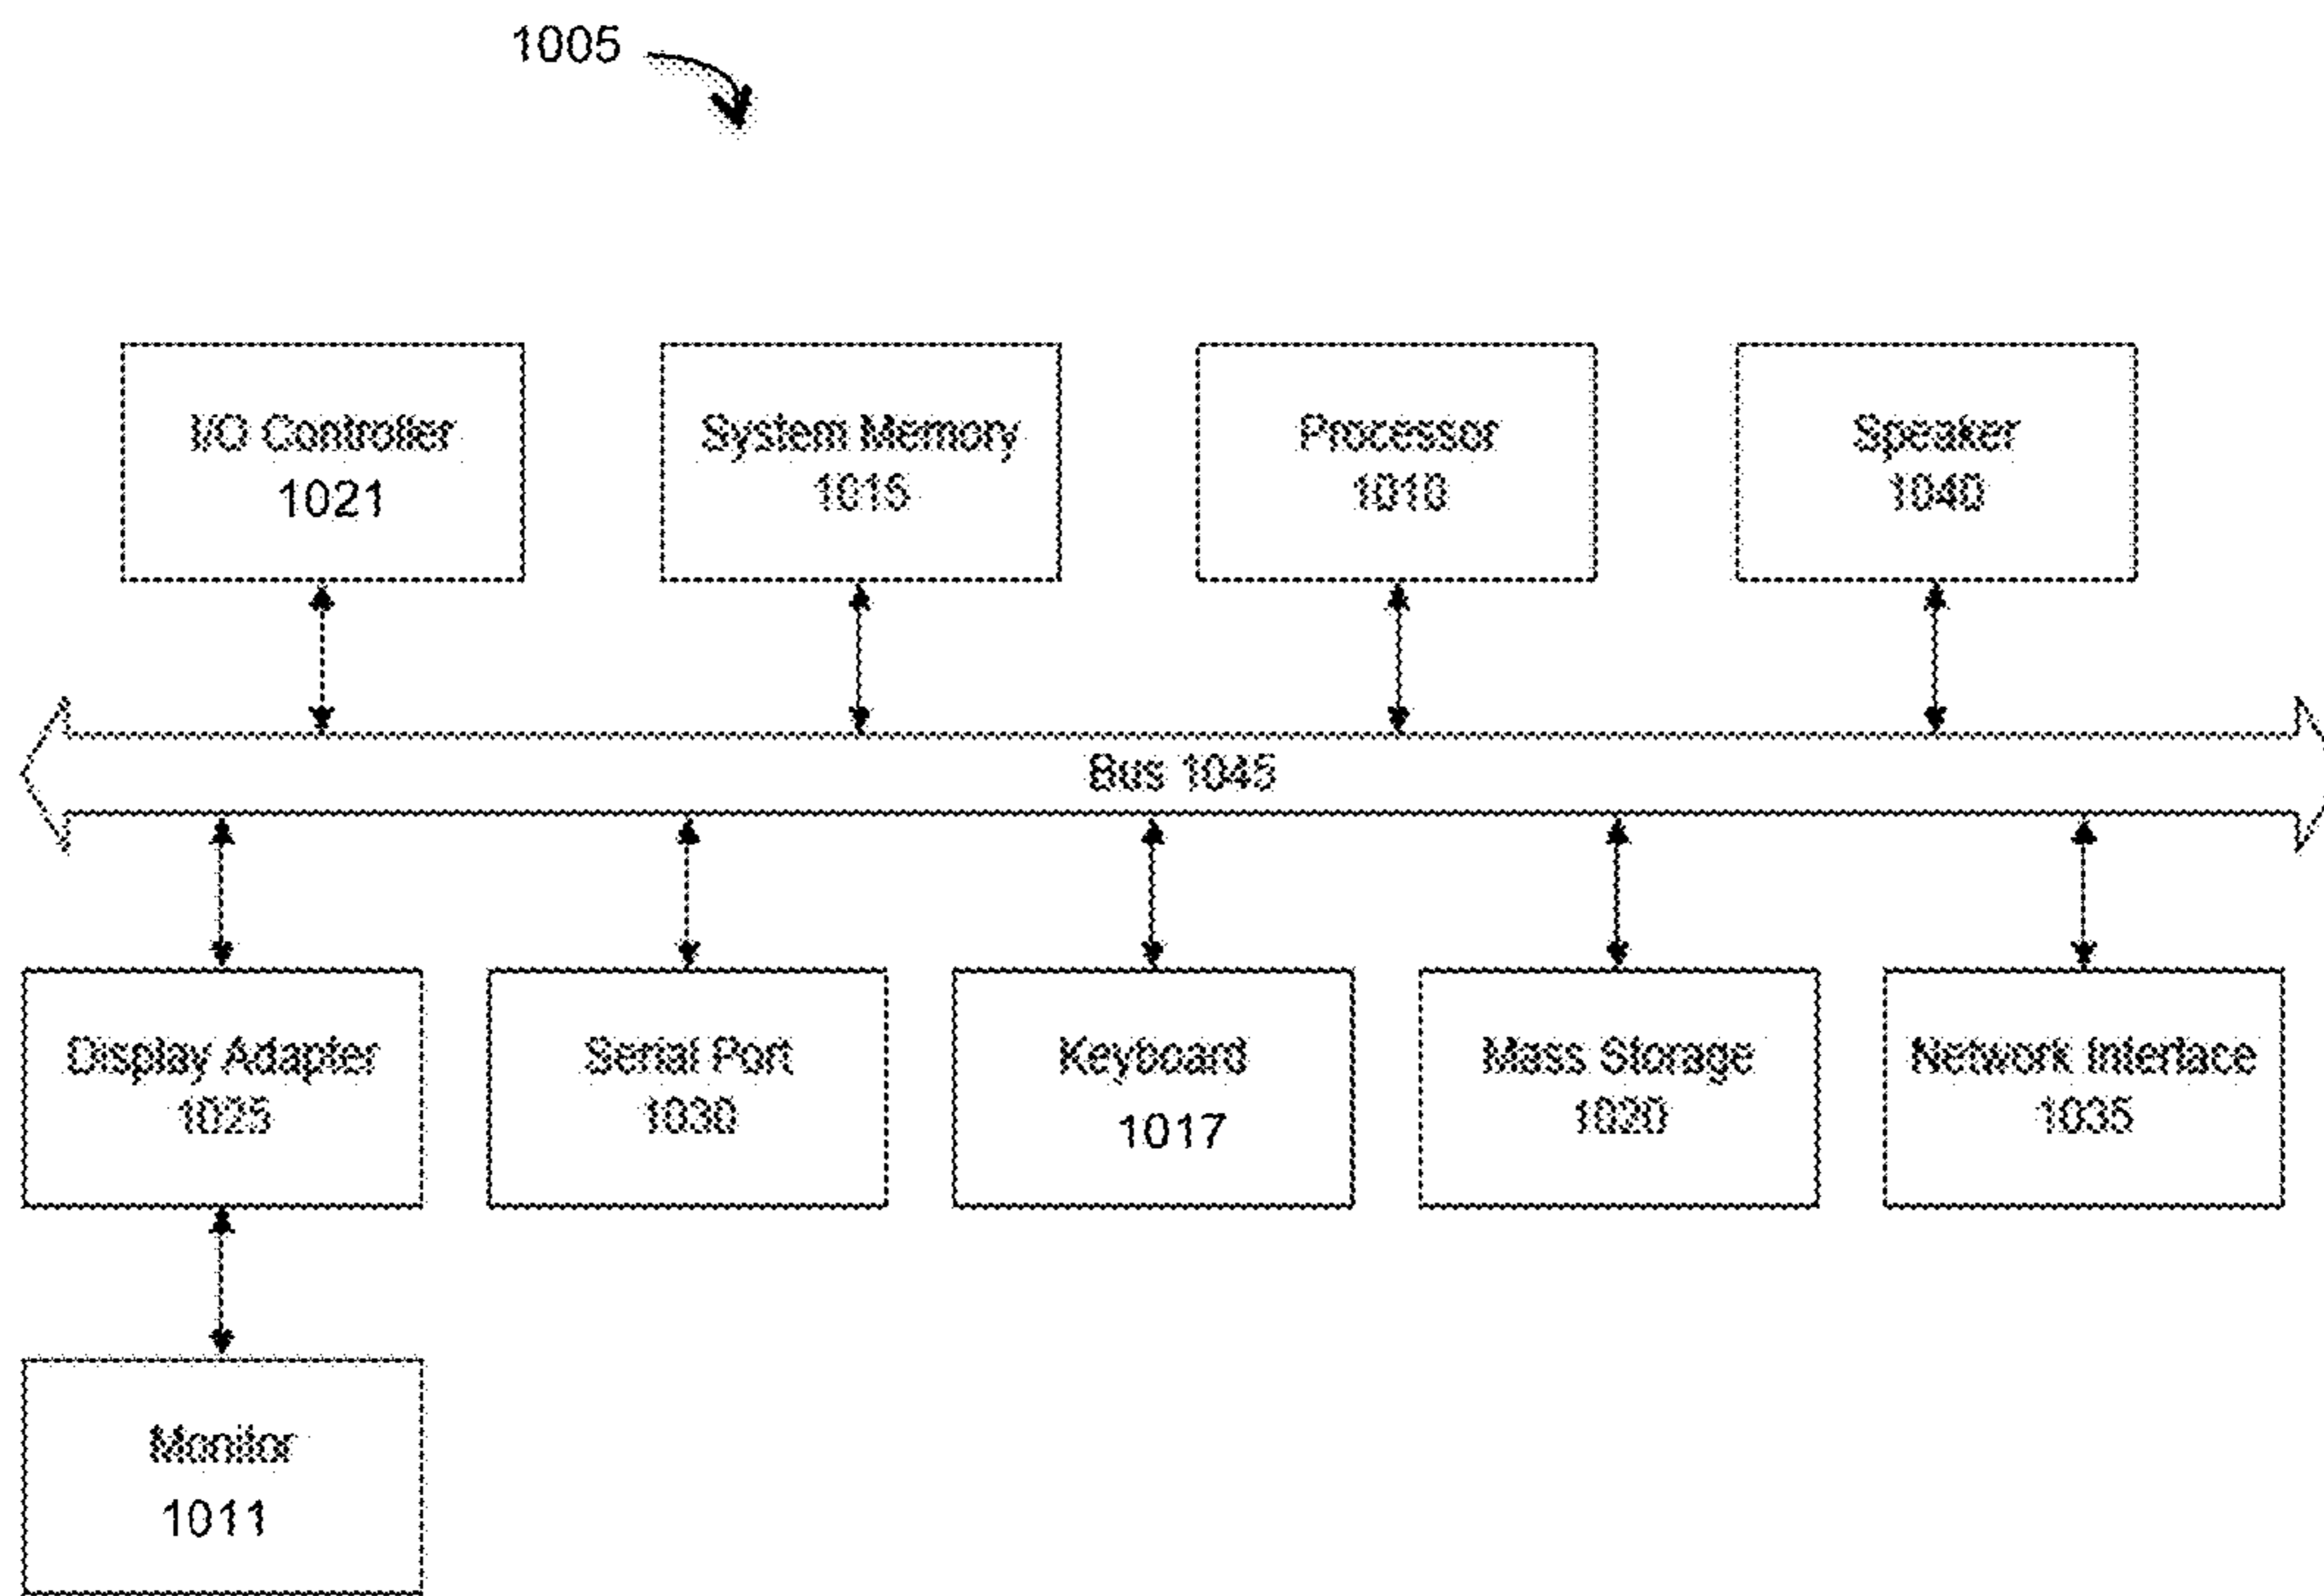 1005
I/O Controller
1021
System Memory
1015
Processor
1010
Speaker
1040
Bus 1045
Display Adapter
1025
Serial Port
1030
Keyboard
1017
Mass Storage
1020
Network Interface
1035
Monitor
1011